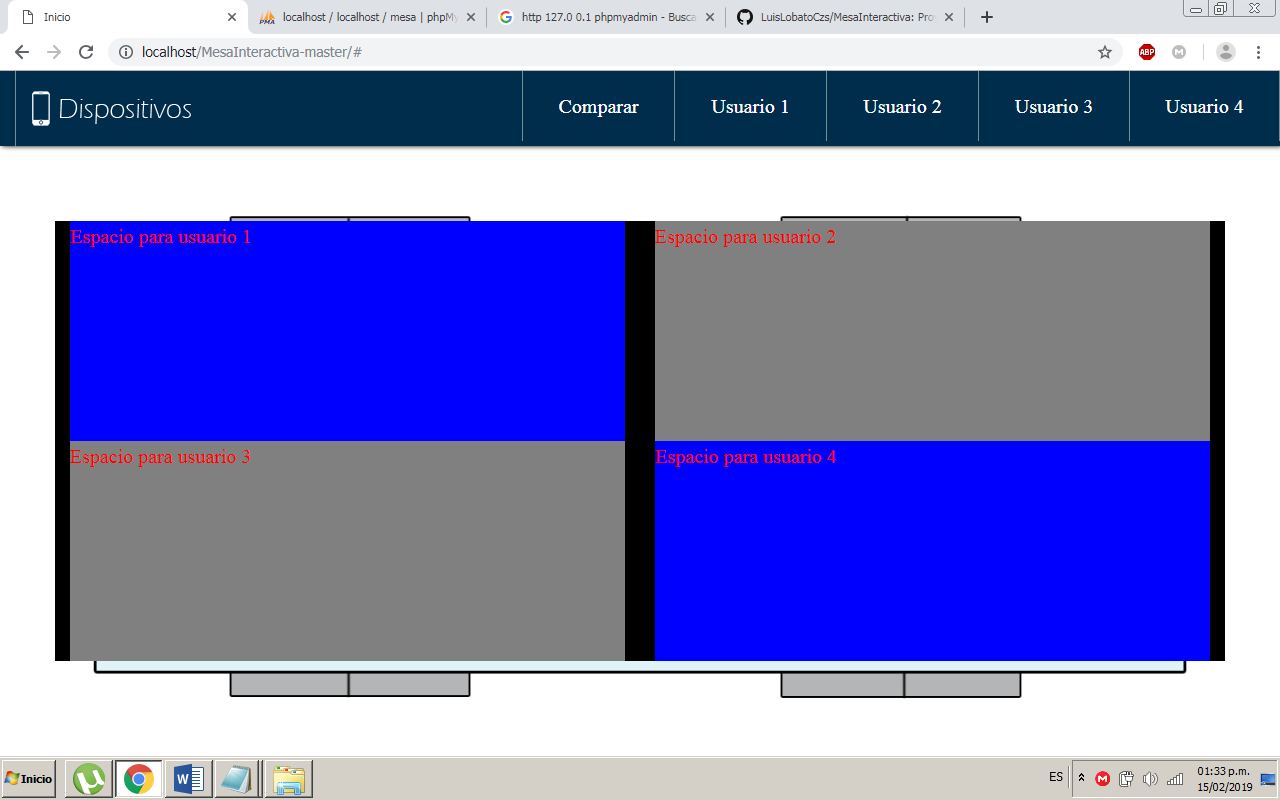 Inicio
localhost / localhost / mesa | phpMy
http 127.0 0.1 phpmyadmin - Busca
LuisLobatoCzs/MesaInteractiva: Pro
localhost/MesaInteractiva-master/#
ABP
M
Dispositivos
Comparar
Usuario 1
Usuario 2
Usuario 3
Usuario 4
Espacio para usuario 1
Espacio para usuario 2
Espacio para usuario 3
Espacio para usuario 4
Inicio
ES
01:33 p.m.
15/02/2019